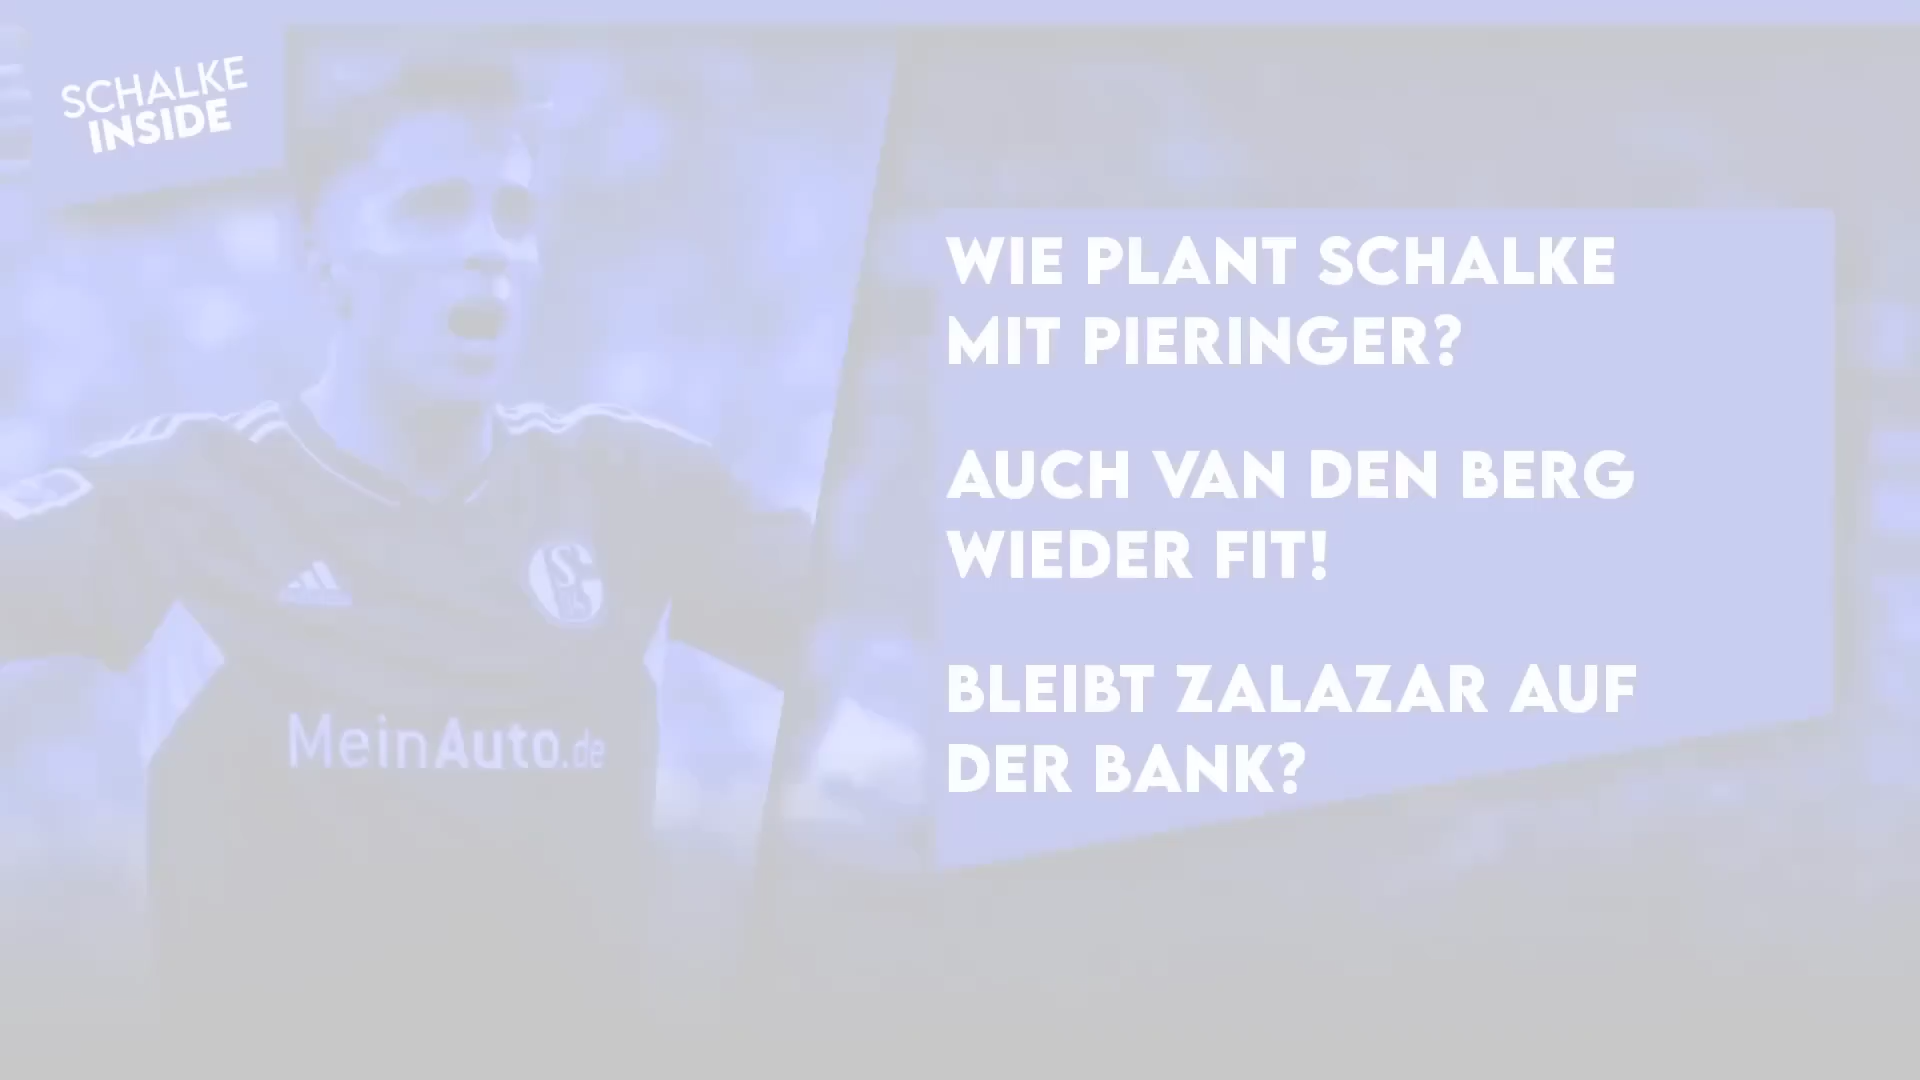 SCHALKE
INSIDE
WIE PLANT SCHALKE
MIT PIERINGER?
AUCH VAN DEN BERG
WIEDER FIT!
BLEIBT ZALAZAR AUF
DER BANK?
MeinAuto.de